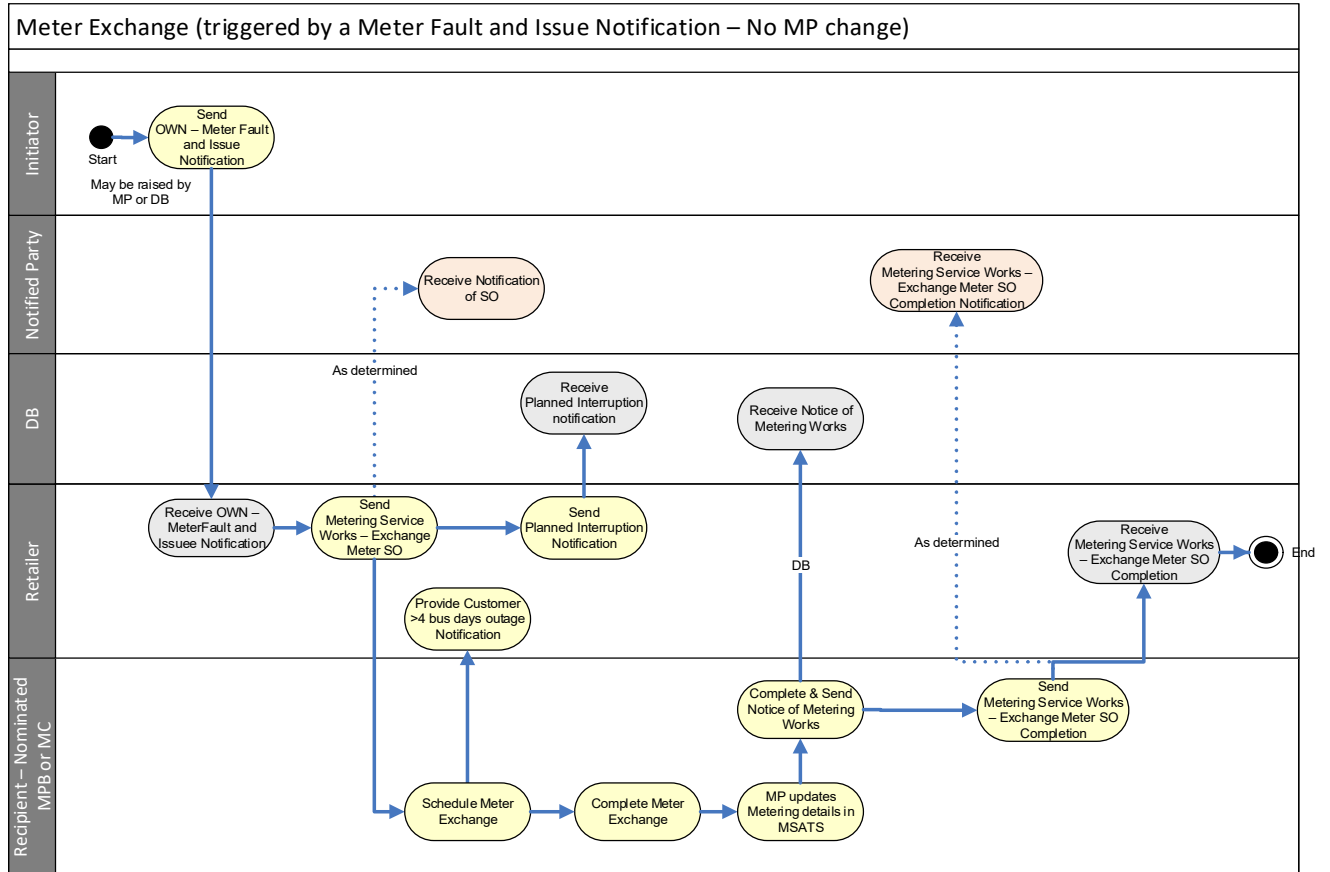 Meter Exchange (triggered by a Meter Fault and Issue Notification – No MP change)
Initiator
Start
Send
OWN – Meter Fault
and Issue
Notification
May be raised by
MP or DB
Notified Party
Receive Notification
of SO
Receive
Metering Service Works –
Exchange Meter SO
Completion Notification
As determined
DB
Receive
Planned Interruption
notification
Receive Notice of
Metering Works
Retailer
Receive OWN –
MeterFault and
Issuee Notification
Send
Metering Service
Works – Exchange
Meter SO
Send
Planned Interruption
Notification
Provide Customer
>4 bus days outage
Notification
DB
As determined
Receive
Metering Service Works
– Exchange Meter SO
Completion
End
Recipient – Nominated
MPB or MC
Complete & Send
Notice of Metering
Works
Send
Metering Service Works
– Exchange Meter SO
Completion
Schedule Meter
Exchange
Complete Meter
Exchange
MP updates
Metering details in
MSATS